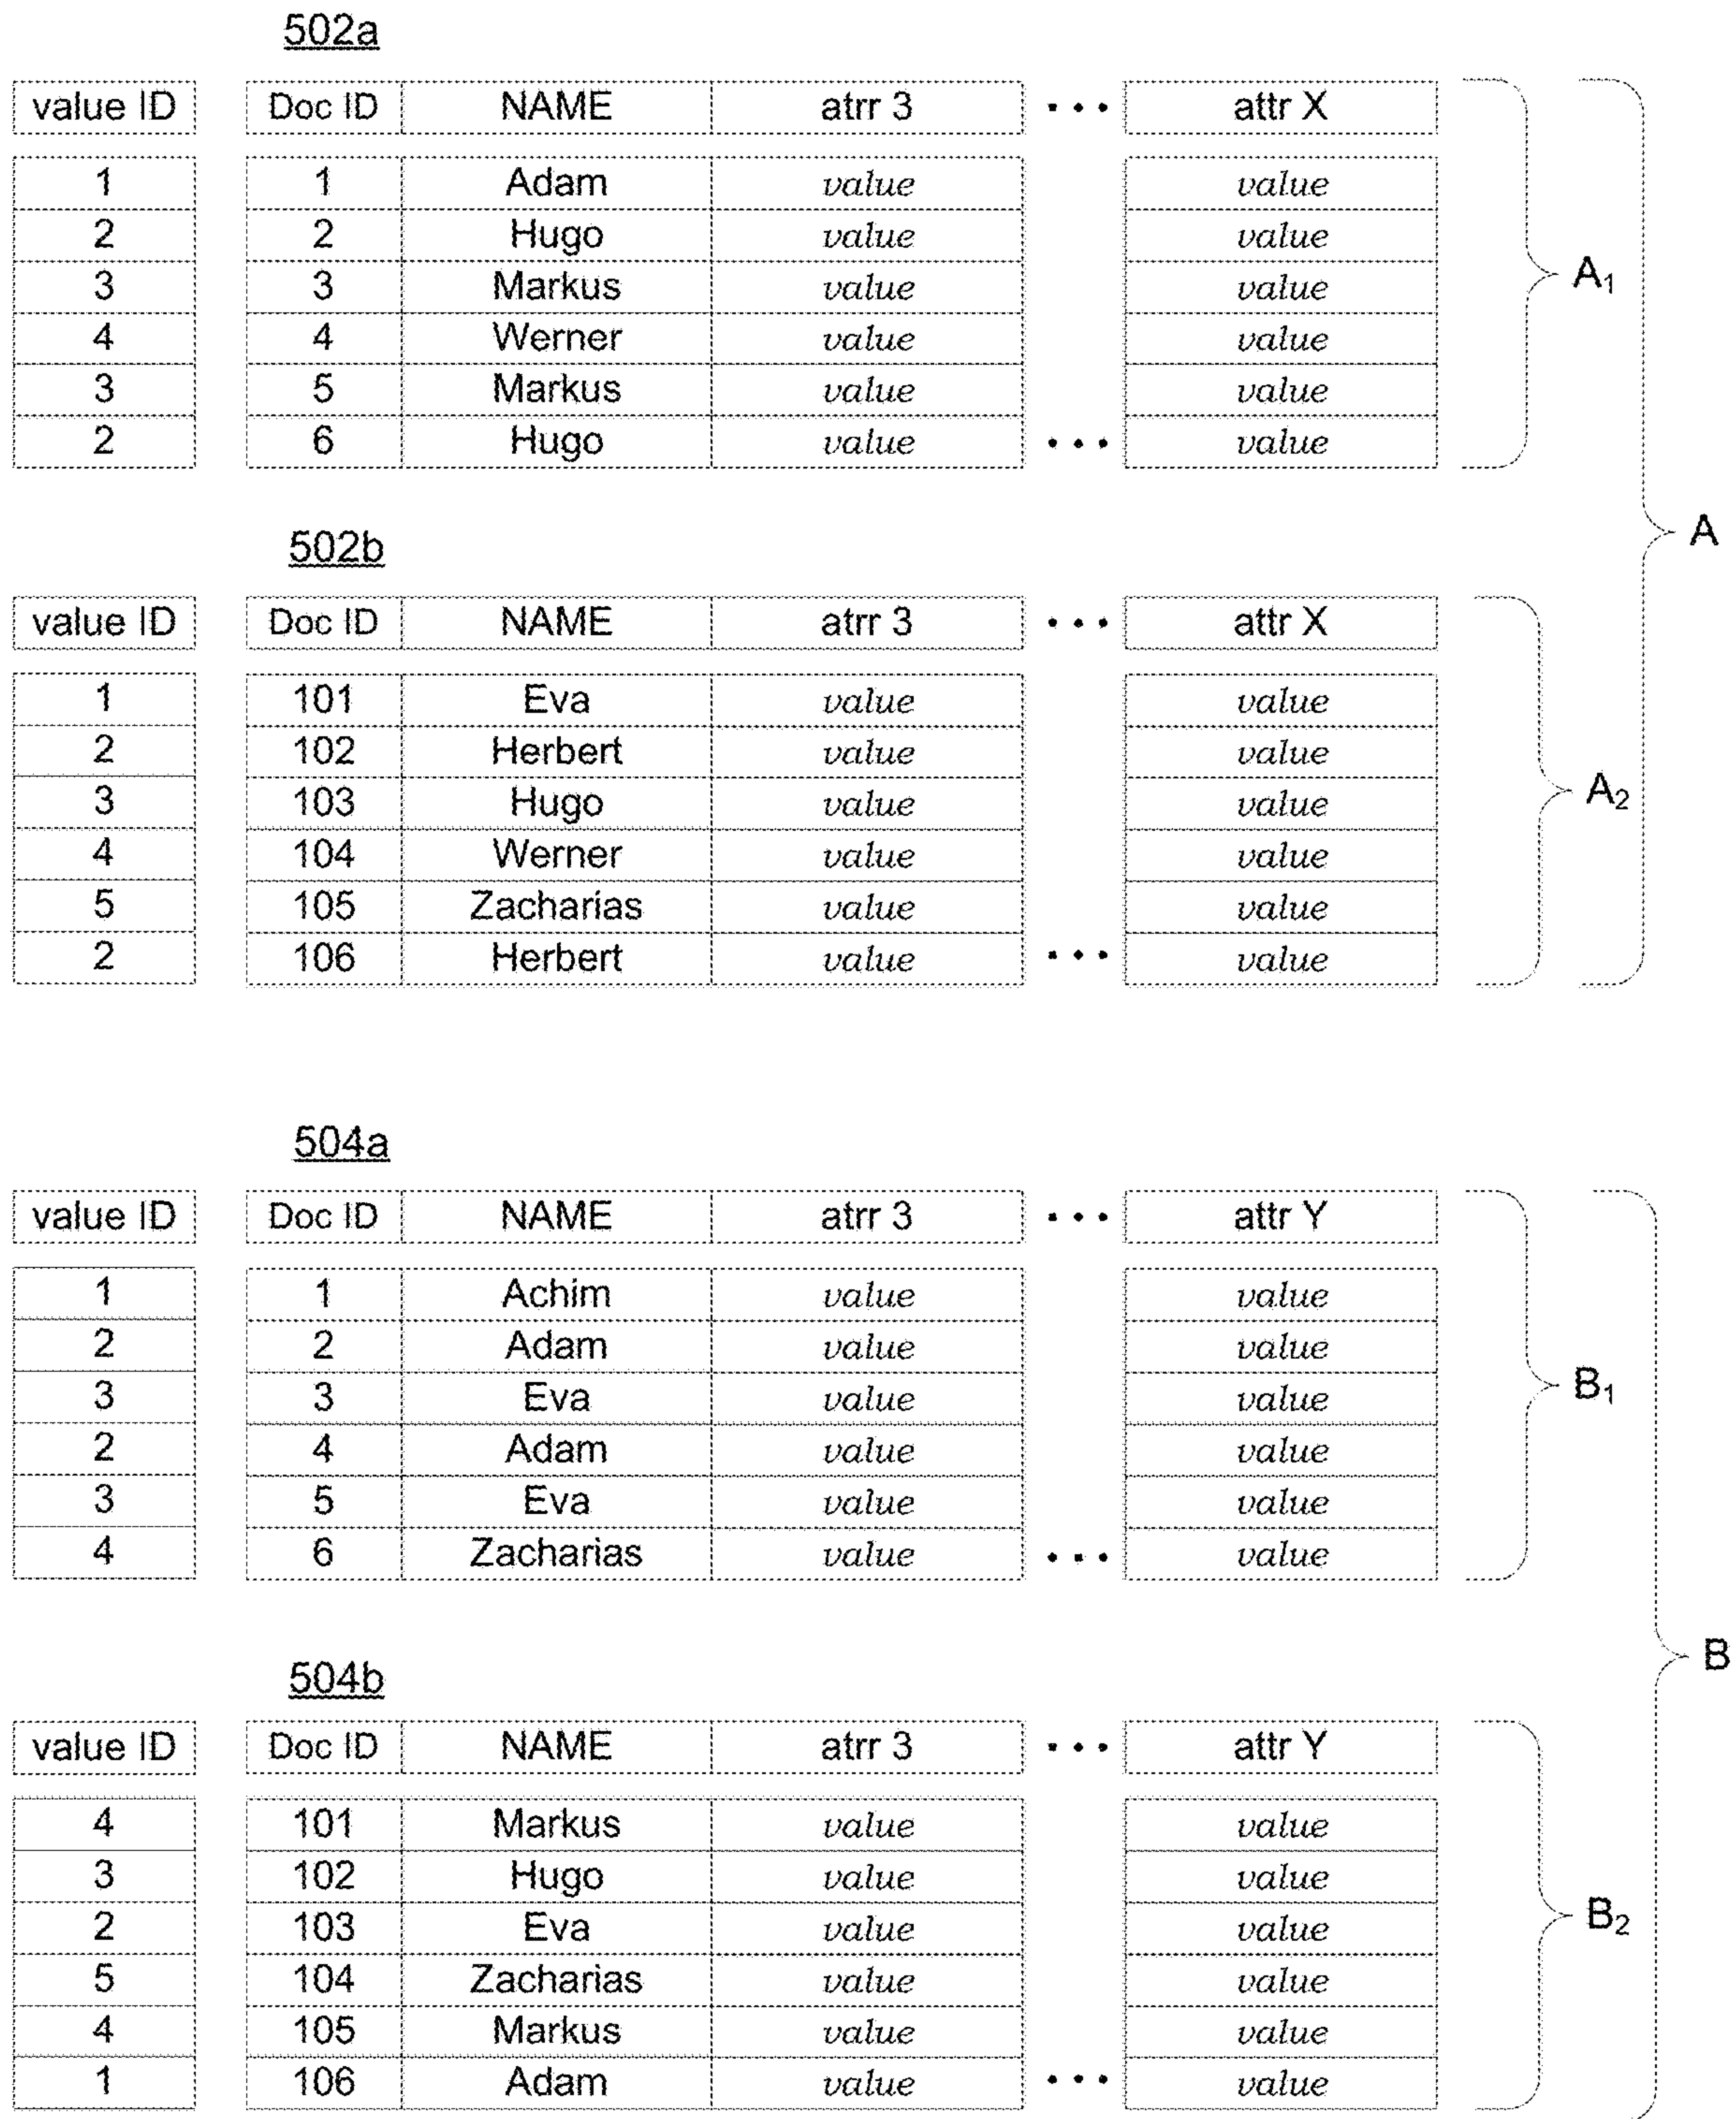 502a
value ID Doc ID NAME atrr 3 ••• attr X
1 1 Adam value value
2 2 Hugo value value
3 3 Markus value value A₁
4 4 Werner value value
3 5 Markus value value
2 6 Hugo value ••• value
A
502b
value ID Doc ID NAME atrr 3 ••• attr X
1 101 Eva value value
2 102 Herbert value value
3 103 Hugo value value A₂
4 104 Werner value value
5 105 Zacharias value value
2 106 Herbert value ••• value
504a
value ID Doc ID NAME atrr 3 ••• attr Y
1 1 Achim value value
2 2 Adam value value
3 3 Eva value value B₁
2 4 Adam value value
3 5 Eva value value
4 6 Zacharias value ••• value
B
504b
value ID Doc ID NAME atrr 3 ••• attr Y
4 101 Markus value value
3 102 Hugo value value
2 103 Eva value value B₂
5 104 Zacharias value value
4 105 Markus value value
1 106 Adam value ••• value